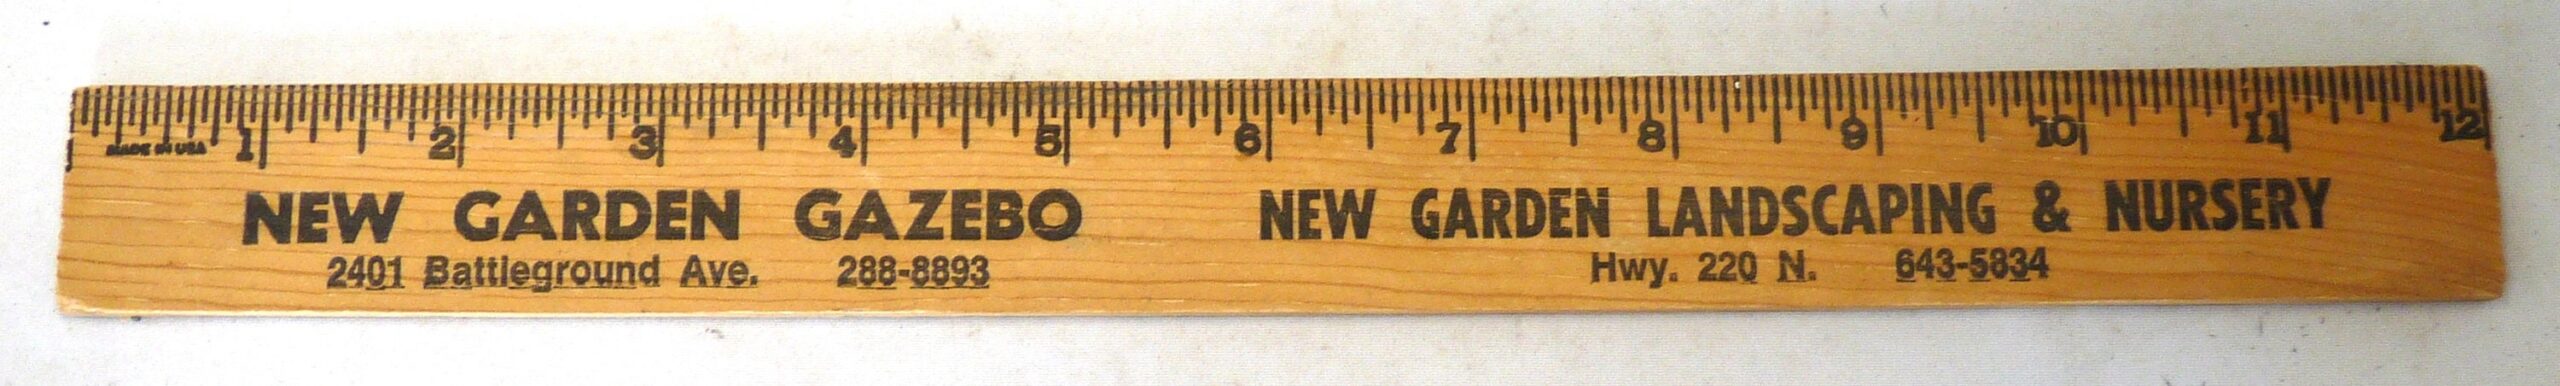 1 2 3 4 5 6 7 8 9 10 11 12
MADE IN USA
NEW GARDEN GAZEBO
2401 Battleground Ave. 288-8893
NEW GARDEN LANDSCAPING & NURSERY
Hwy. 220 N. 643-5834